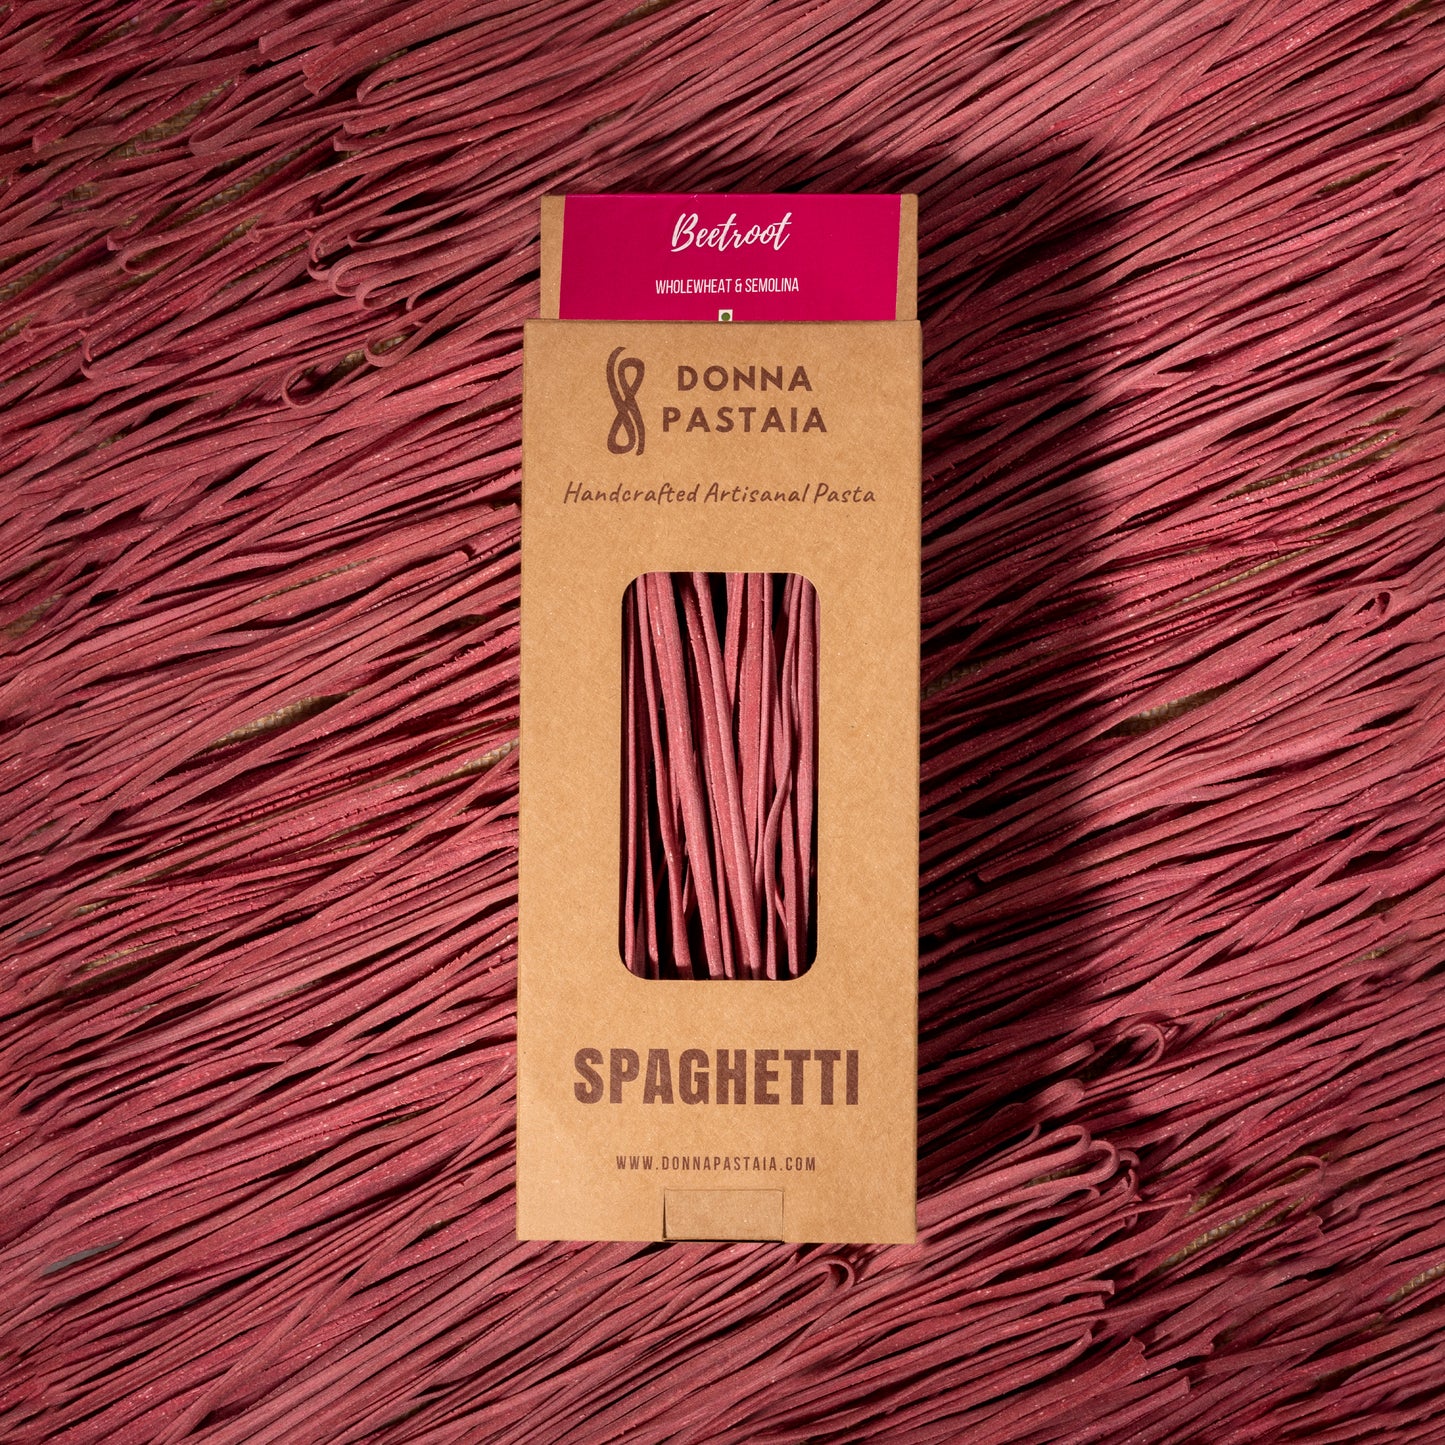 Beetroot
WHOLEWHEAT & SEMOLINA
DONNA
PASTAIA
Handcrafted Artisanal Pasta
SPAGHETTI
WWW.DONNAPASTAIA.COM